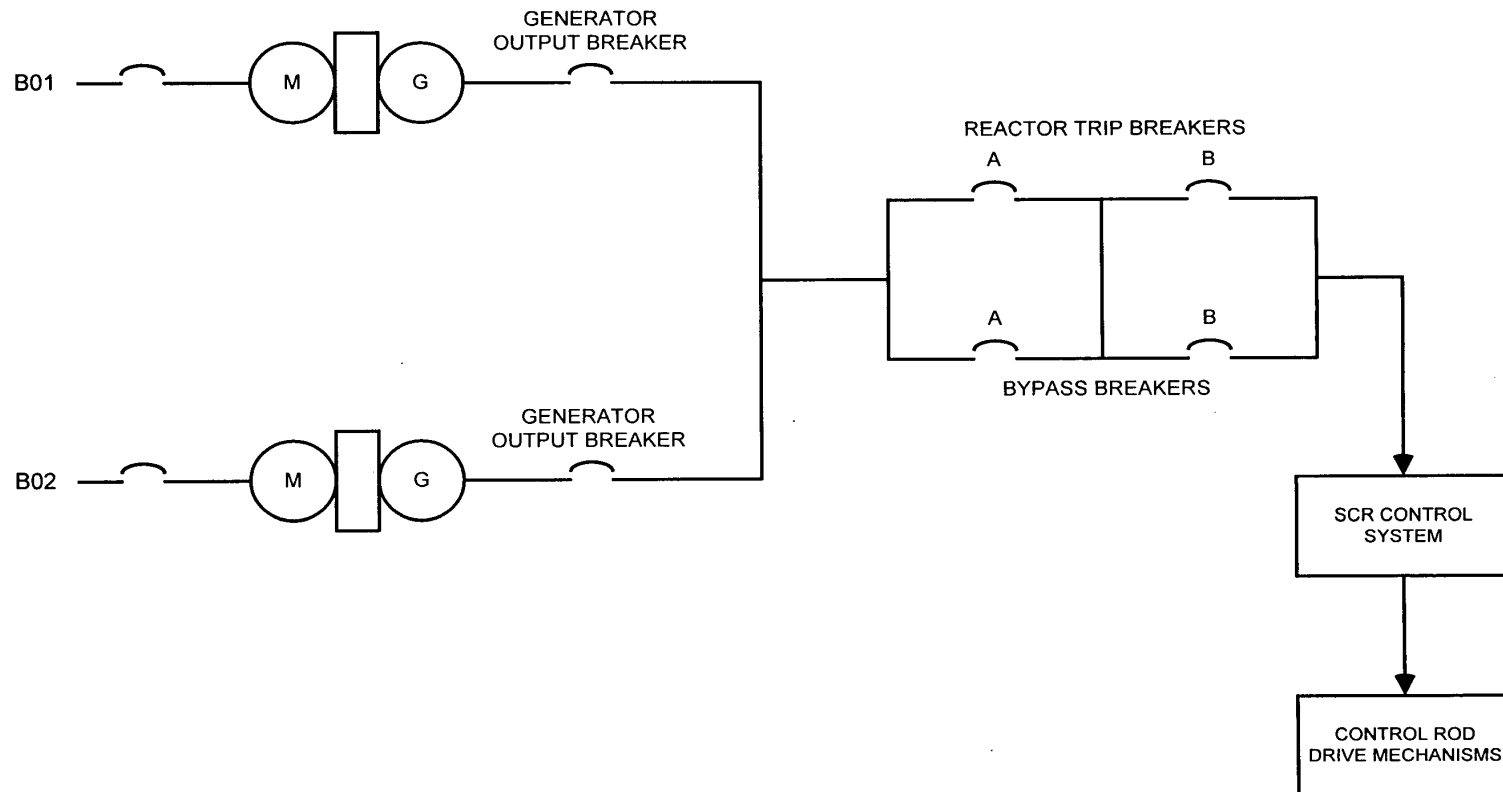 GENERATOR
OUTPUT BREAKER
B01
M
G
REACTOR TRIP BREAKERS
A
B
A
B
BYPASS BREAKERS
GENERATOR
OUTPUT BREAKER
B02
M
G
SCR CONTROL
SYSTEM
CONTROL ROD
DRIVE MECHANISMS